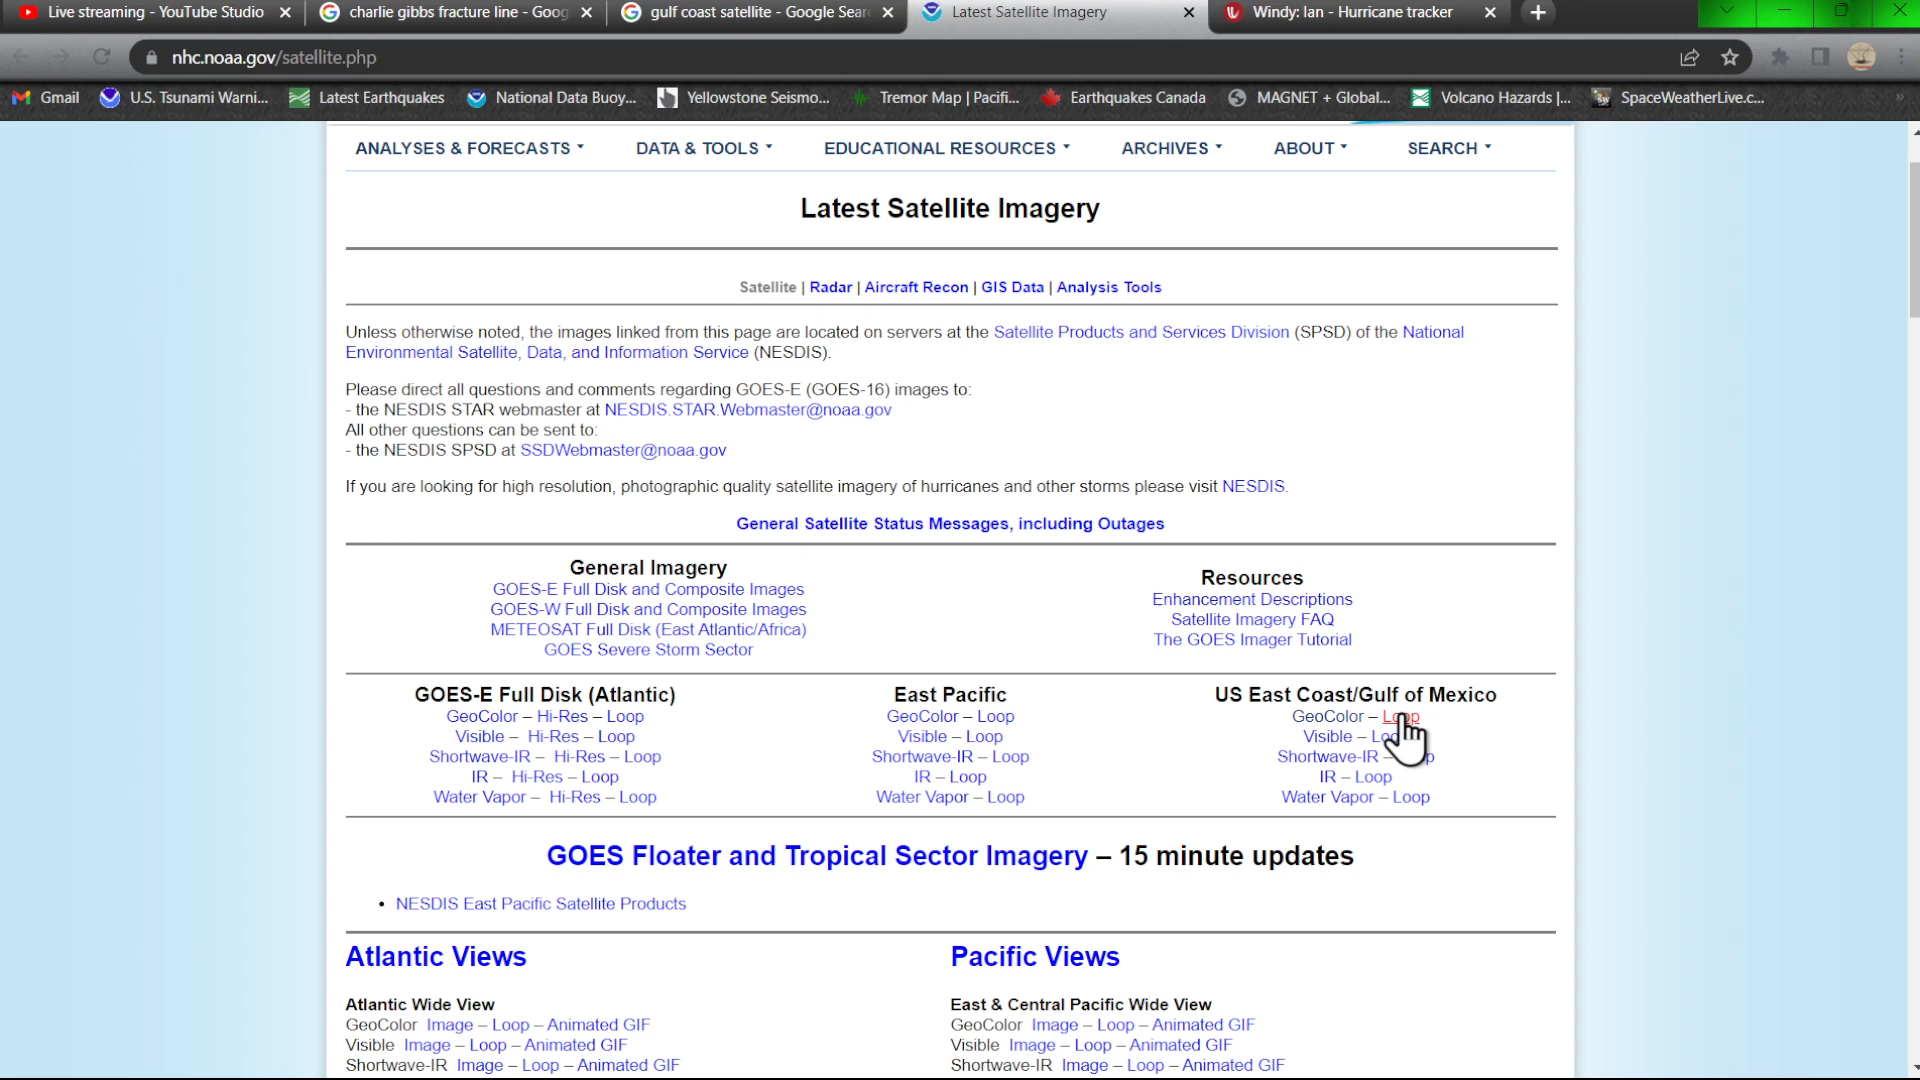 Live streaming - YouTube Studio
charlie gibbs fracture line - Goog
gulf coast satellite - Google Sear
Latest Satellite Imagery
Windy: Ian - Hurricane tracker
nhc.noaa.gov/satellite.php
Gmail
U.S. Tsunami Warni...
Latest Earthquakes
National Data Buoy...
Yellowstone Seismo...
Tremor Map | Pacifi...
Earthquakes Canada
MAGNET + Global...
Volcano Hazards |...
SpaceWeatherLive.c...
ANALYSES & FORECASTS
DATA & TOOLS
EDUCATIONAL RESOURCES
ARCHIVES
ABOUT
SEARCH
Latest Satellite Imagery
Satellite | Radar | Aircraft Recon | GIS Data | Analysis Tools
Unless otherwise noted, the images linked from this page are located on servers at the Satellite Products and Services Division (SPSD) of the National
Environmental Satellite, Data, and Information Service (NESDIS).
Please direct all questions and comments regarding GOES-E (GOES-16) images to:
- the NESDIS STAR webmaster at NESDIS.STAR.Webmaster@noaa.gov
All other questions can be sent to:
- the NESDIS SPSD at SSDWebmaster@noaa.gov
If you are looking for high resolution, photographic quality satellite imagery of hurricanes and other storms please visit NESDIS.
General Satellite Status Messages, including Outages
General Imagery
GOES-E Full Disk and Composite Images
GOES-W Full Disk and Composite Images
METEOSAT Full Disk (East Atlantic/Africa)
GOES Severe Storm Sector
Resources
Enhancement Descriptions
Satellite Imagery FAQ
The GOES Imager Tutorial
GOES-E Full Disk (Atlantic)
GeoColor – Hi-Res – Loop
Visible – Hi-Res – Loop
Shortwave-IR – Hi-Res – Loop
IR – Hi-Res – Loop
Water Vapor – Hi-Res – Loop
East Pacific
GeoColor – Loop
Visible – Loop
Shortwave-IR – Loop
IR – Loop
Water Vapor – Loop
US East Coast/Gulf of Mexico
GeoColor – Loop
Visible – Loop
Shortwave-IR –
IR – Loop
Water Vapor – Loop
GOES Floater and Tropical Sector Imagery – 15 minute updates
• NESDIS East Pacific Satellite Products
Atlantic Views
Atlantic Wide View
GeoColor Image – Loop – Animated GIF
Visible Image – Loop – Animated GIF
Shortwave-IR Image – Loop – Animated GIF
Pacific Views
East & Central Pacific Wide View
GeoColor Image – Loop – Animated GIF
Visible Image – Loop – Animated GIF
Shortwave-IR Image – Loop – Animated GIF